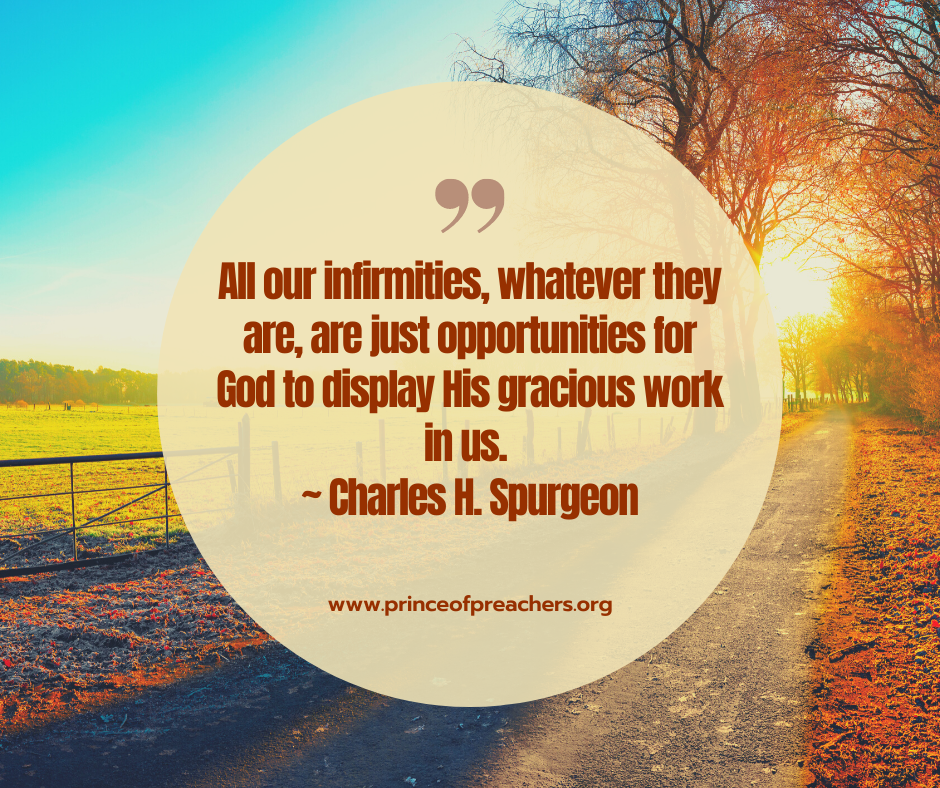 ”
All our infirmities, whatever they
are, are just opportunities for
God to display His gracious work
in us.
~ Charles H. Spurgeon
www.princeofpreachers.org